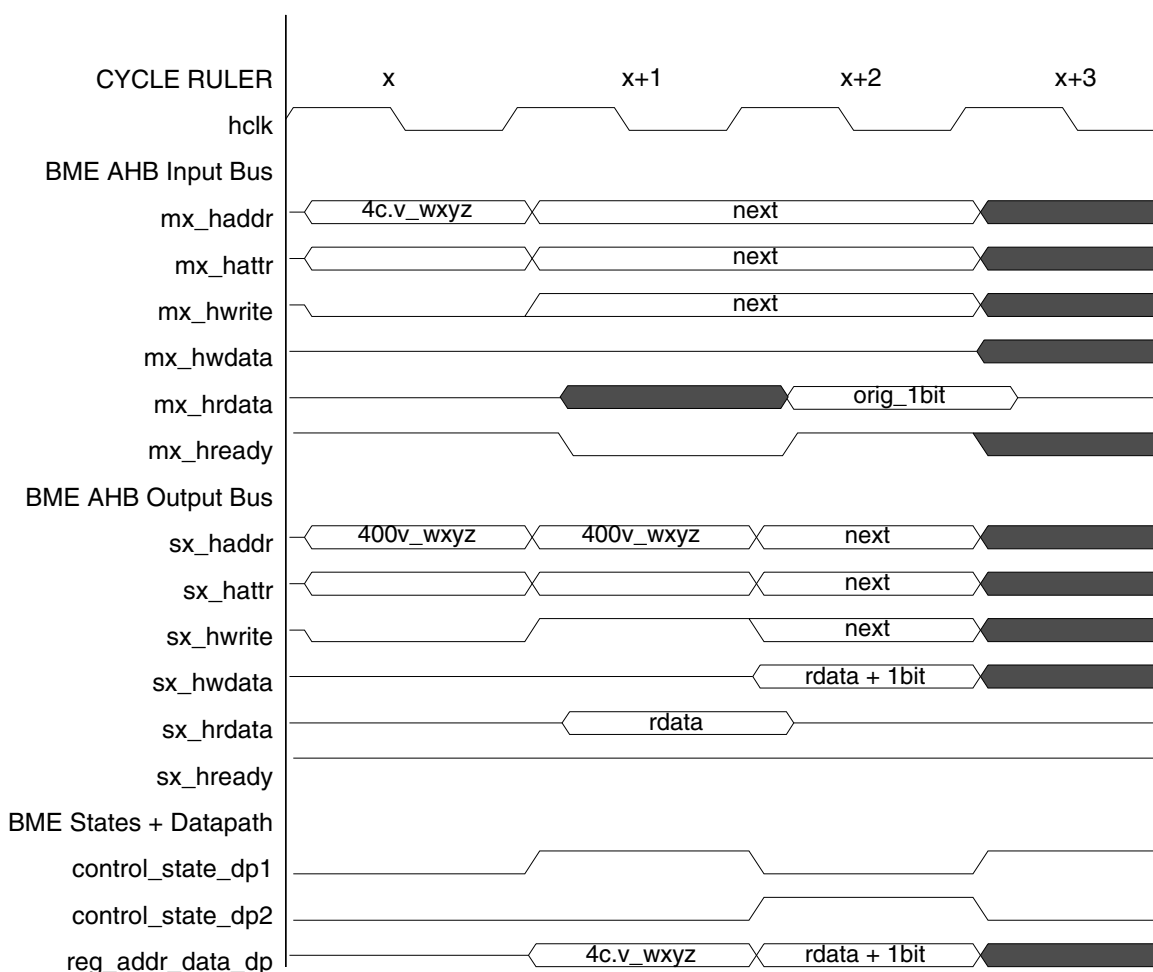 CYCLE RULER x x+1 x+2 x+3
hclk
BME AHB Input Bus
mx_haddr 4c.v_wxyz next
mx_hattr next
mx_hwrite next
mx_hwdata
mx_hrdata orig_1bit
mx_hready
BME AHB Output Bus
sx_haddr 400v_wxyz 400v_wxyz next
sx_hattr next
sx_hwrite next
sx_hwdata rdata + 1bit
sx_hrdata rdata
sx_hready
BME States + Datapath
control_state_dp1
control_state_dp2
reg_addr_data_dp 4c.v_wxyz rdata + 1bit